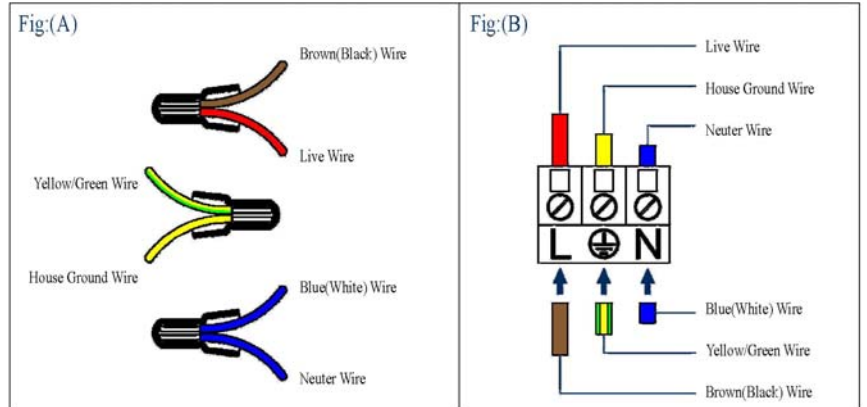 Fig:(A)
Brown(Black) Wire
Live Wire
Yellow/Green Wire
House Ground Wire
Blue(White) Wire
Neuter Wire
Fig:(B)
Live Wire
House Ground Wire
Neuter Wire
L N
Blue(White) Wire
Yellow/Green Wire
Brown(Black) Wire